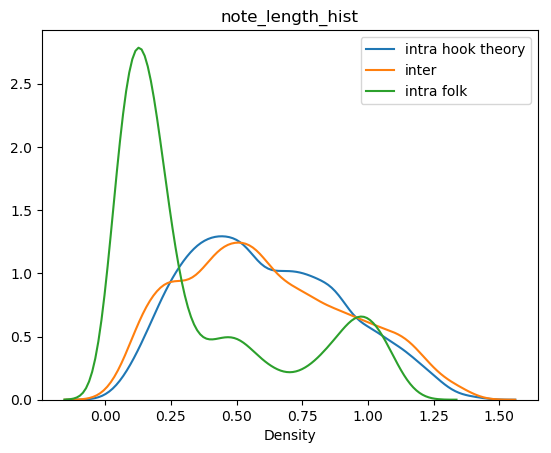 note_length_hist
intra hook theory
inter
intra folk
2.5
2.0
1.5
1.0
0.5
0.0
0.00 0.25 0.50 0.75 1.00 1.25 1.50
Density